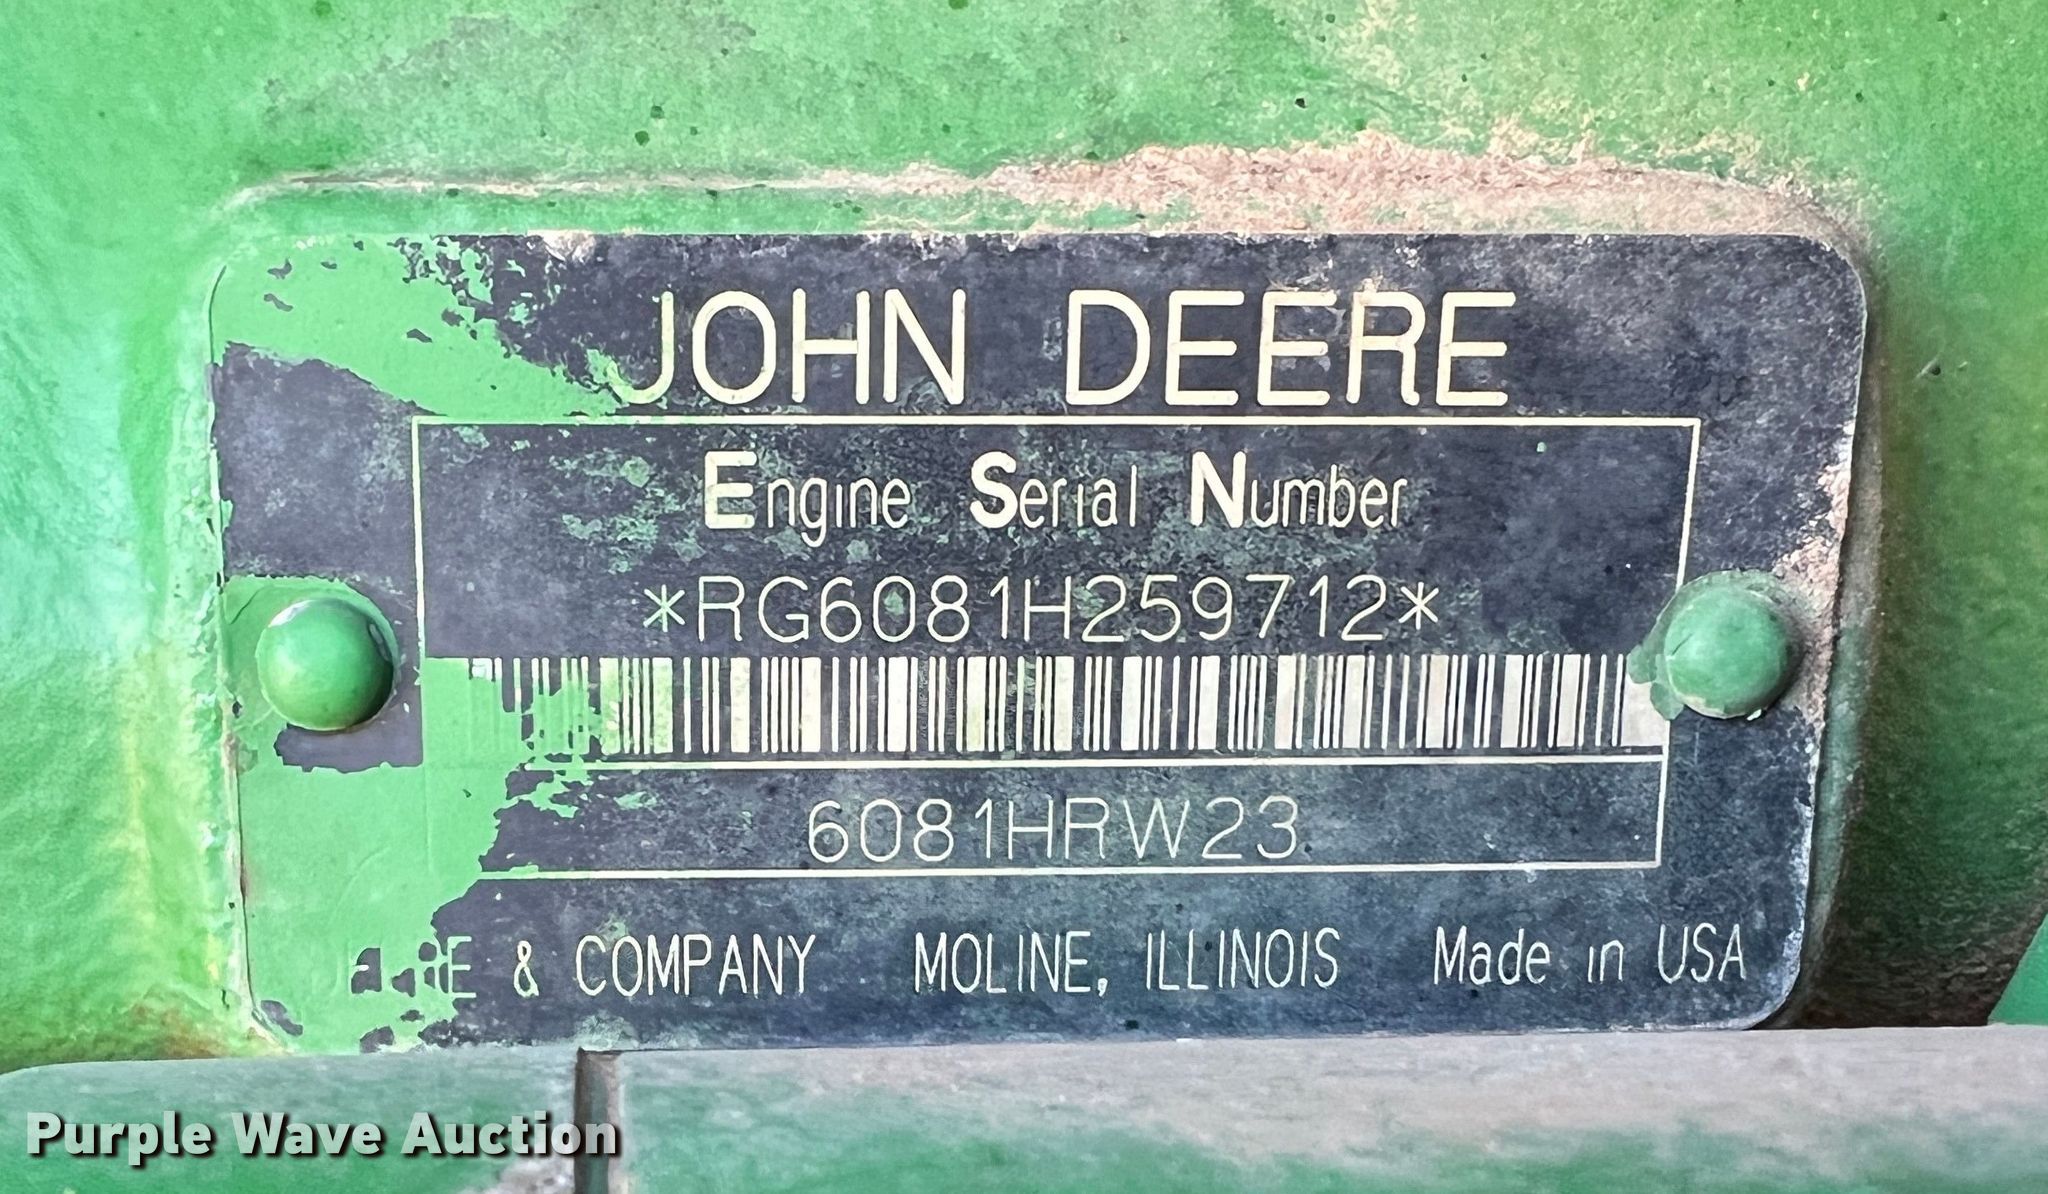 JOHN DEERE
Engine Serial Number
*RG6081H259712*
6081HRW23
& COMPANY MOLINE, ILLINOIS Made in USA
Purple Wave Auction